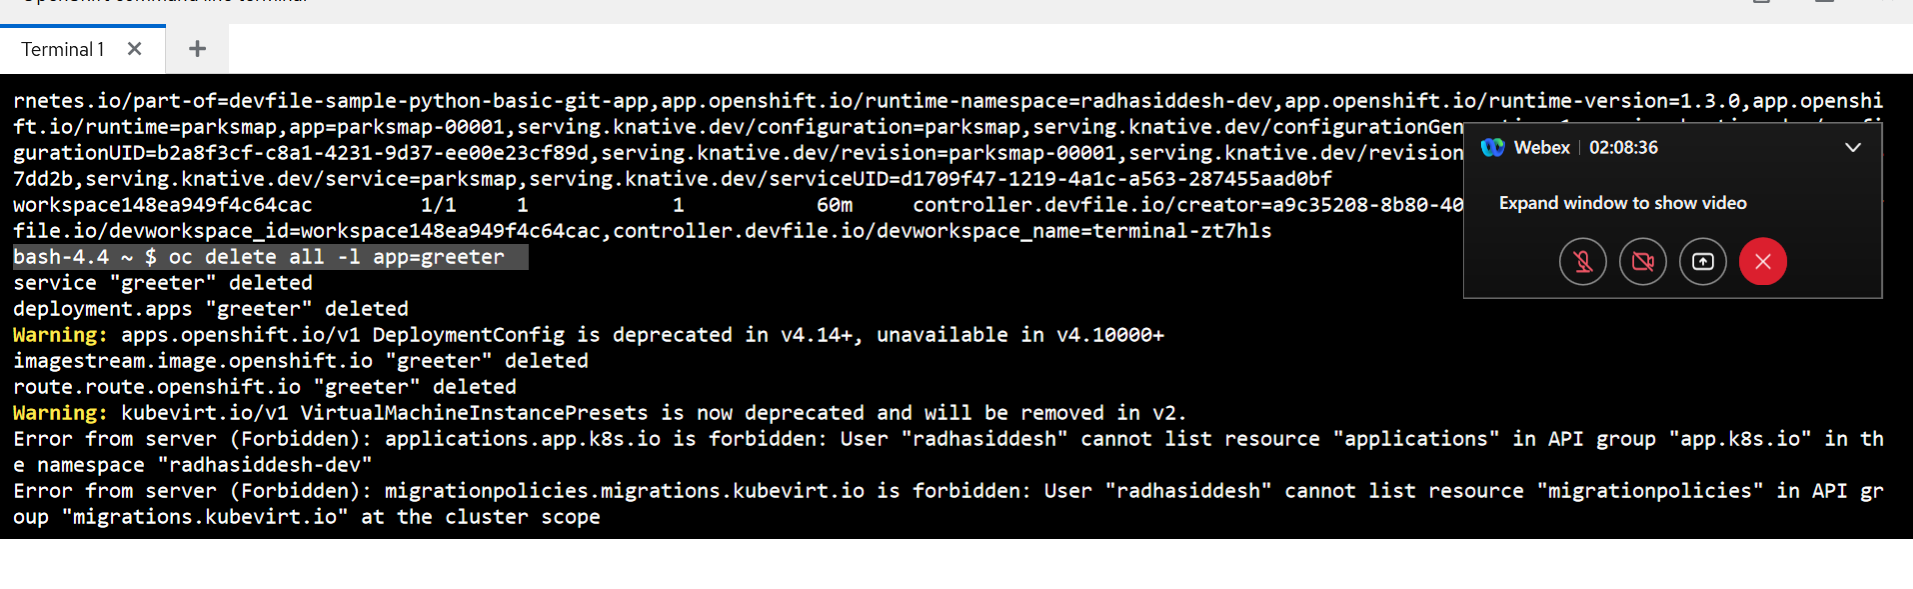 Terminal 1
rnetes.io/part-of=devfile-sample-python-basic-git-app,app.openshift.io/runtime-namespace=radhasiddesh-dev,app.openshift.io/runtime-version=1.3.0,app.openshi
ft.io/runtime=parksmap,app=parksmap-00001,serving.knative.dev/configuration=parksmap,serving.knative.dev/configurationGen
gurationUID=b2a8f3cf-c8a1-4231-9d37-ee00e23cf89d,serving.knative.dev/revision=parksmap-00001,serving.knative.dev/revision
7dd2b,serving.knative.dev/service=parksmap,serving.knative.dev/serviceUID=d1709f47-1219-4a1c-a563-287455aad0bf
workspace148ea949f4c64cac 1/1 1 1 60m controller.devfile.io/creator=a9c35208-8b80-40
file.io/devworkspace_id=workspace148ea949f4c64cac,controller.devfile.io/devworkspace_name=terminal-zt7hls
bash-4.4 ~ $ oc delete all -l app=greeter
service "greeter" deleted
deployment.apps "greeter" deleted
Warning: apps.openshift.io/v1 DeploymentConfig is deprecated in v4.14+, unavailable in v4.10000+
imagestream.image.openshift.io "greeter" deleted
route.route.openshift.io "greeter" deleted
Warning: kubevirt.io/v1 VirtualMachineInstancePresets is now deprecated and will be removed in v2.
Error from server (Forbidden): applications.app.k8s.io is forbidden: User "radhasiddesh" cannot list resource "applications" in API group "app.k8s.io" in th
e namespace "radhasiddesh-dev"
Error from server (Forbidden): migrationpolicies.migrations.kubevirt.io is forbidden: User "radhasiddesh" cannot list resource "migrationpolicies" in API gr
oup "migrations.kubevirt.io" at the cluster scope
Webex 02:08:36
Expand window to show video